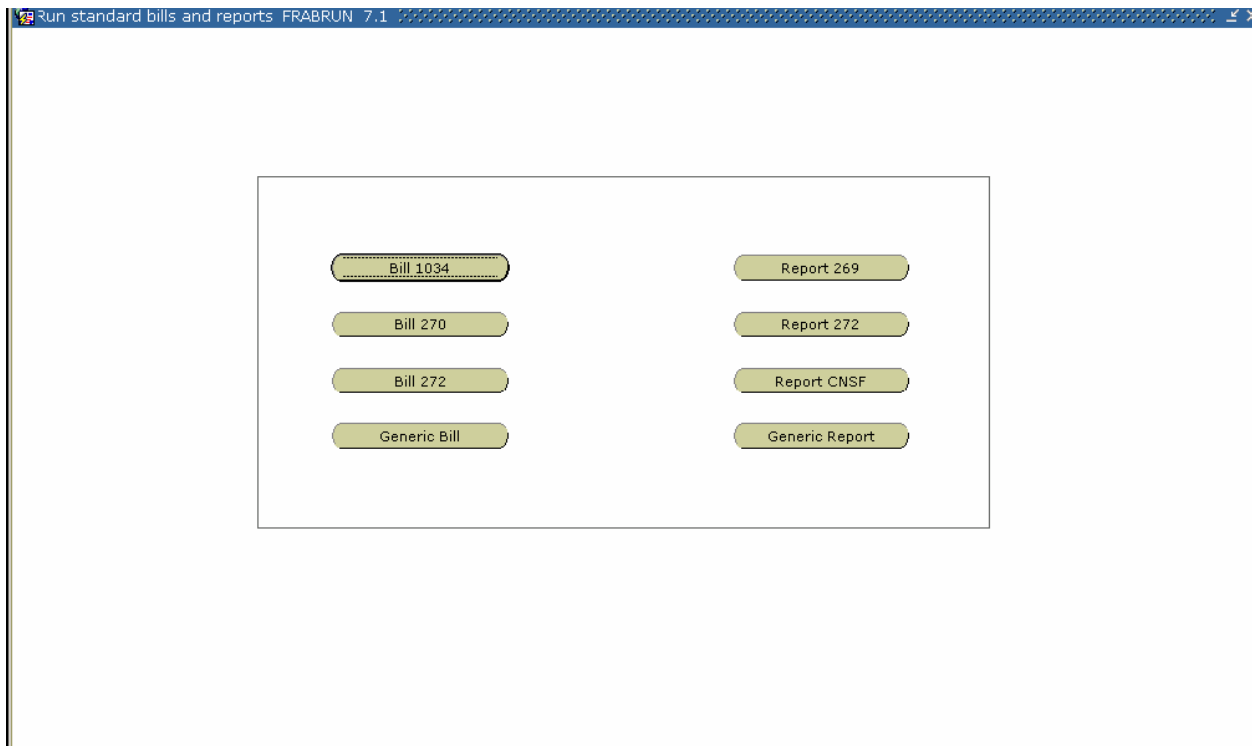 Run standard bills and reports FRABRUN 7.1
Bill 1034
Report 269
Bill 270
Report 272
Bill 272
Report CNSF
Generic Bill
Generic Report